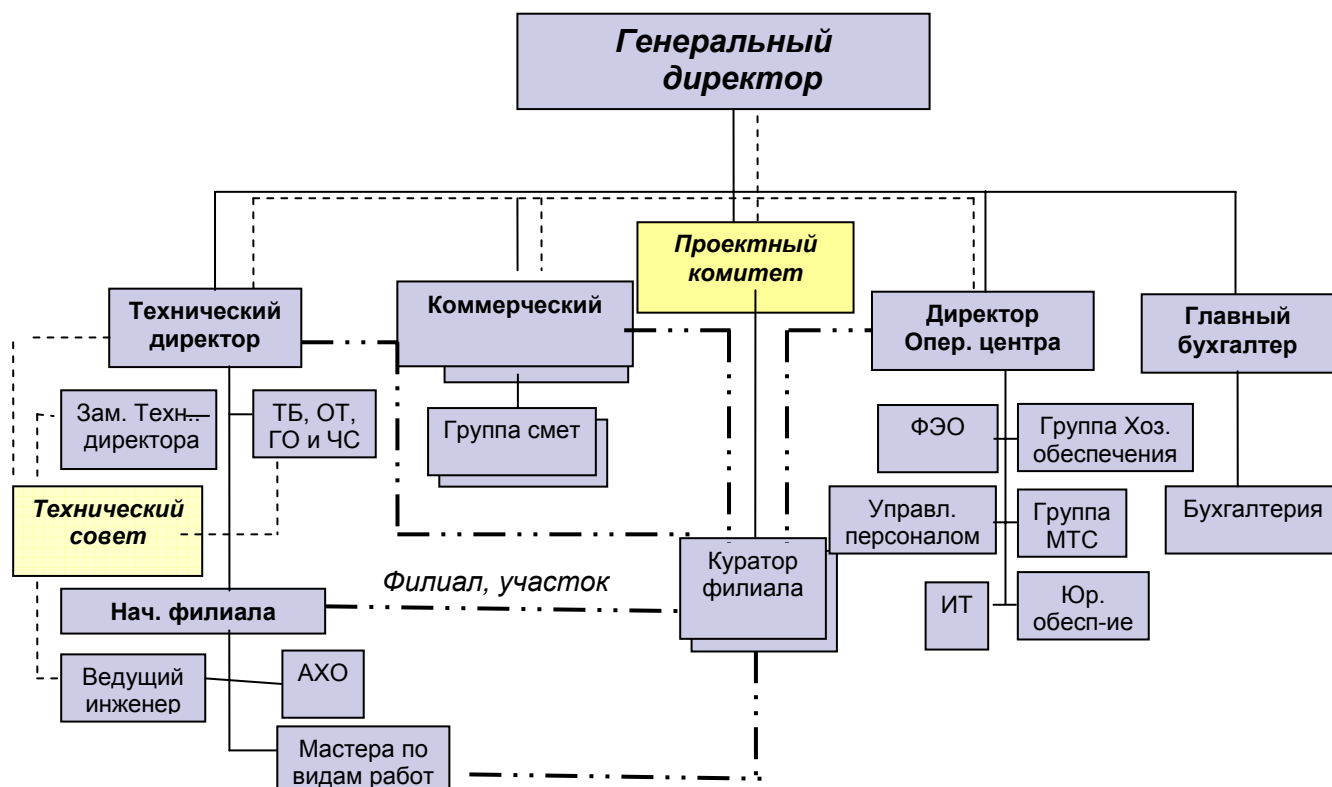 Генеральный
директор
Проектный
комитет
Технический
директор
Коммерческий
Директор
Опер. центра
Главный
бухгалтер
Зам. Техн..
директора
ТБ, ОТ,
ГО и ЧС
Группа смет
ФЭО
Группа Хоз.
обеспечения
Технический
совет
Управл.
персоналом
Группа
МТС
Бухгалтерия
Куратор
филиала
Филиал, участок
Нач. филиала
ИТ
Юр.
обесп-ие
Ведущий
инженер
АХО
Мастера по
видам работ